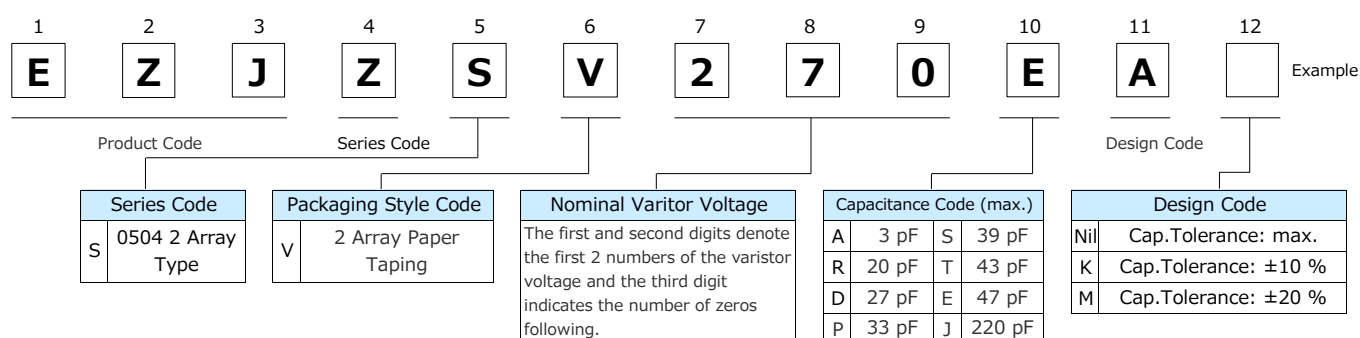 1 2 3 4 5 6 7 8 9 10 11 12
E Z J Z S V 2 7 0 E A Example
Product Code Series Code Design Code
Series Code
S 0504 2 Array
Type
Packaging Style Code
V 2 Array Paper
Taping
Nominal Varitor Voltage
The first and second digits denote
the first 2 numbers of the varistor
voltage and the third digit
indicates the number of zeros
following.
Capacitance Code (max.)
A 3 pF S 39 pF
R 20 pF T 43 pF
D 27 pF E 47 pF
P 33 pF J 220 pF
Design Code
Nil Cap.Tolerance: max.
K Cap.Tolerance: ±10 %
M Cap.Tolerance: ±20 %